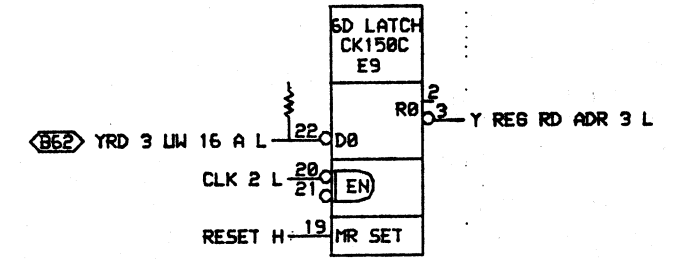 6D LATCH
CK150C
E9
R0
2
3
Y REG RD ADR 3 L
B62
YRD 3 UW 16 A L
22
D0
CLK 2 L
20
21
EN
RESET H
19
MR SET